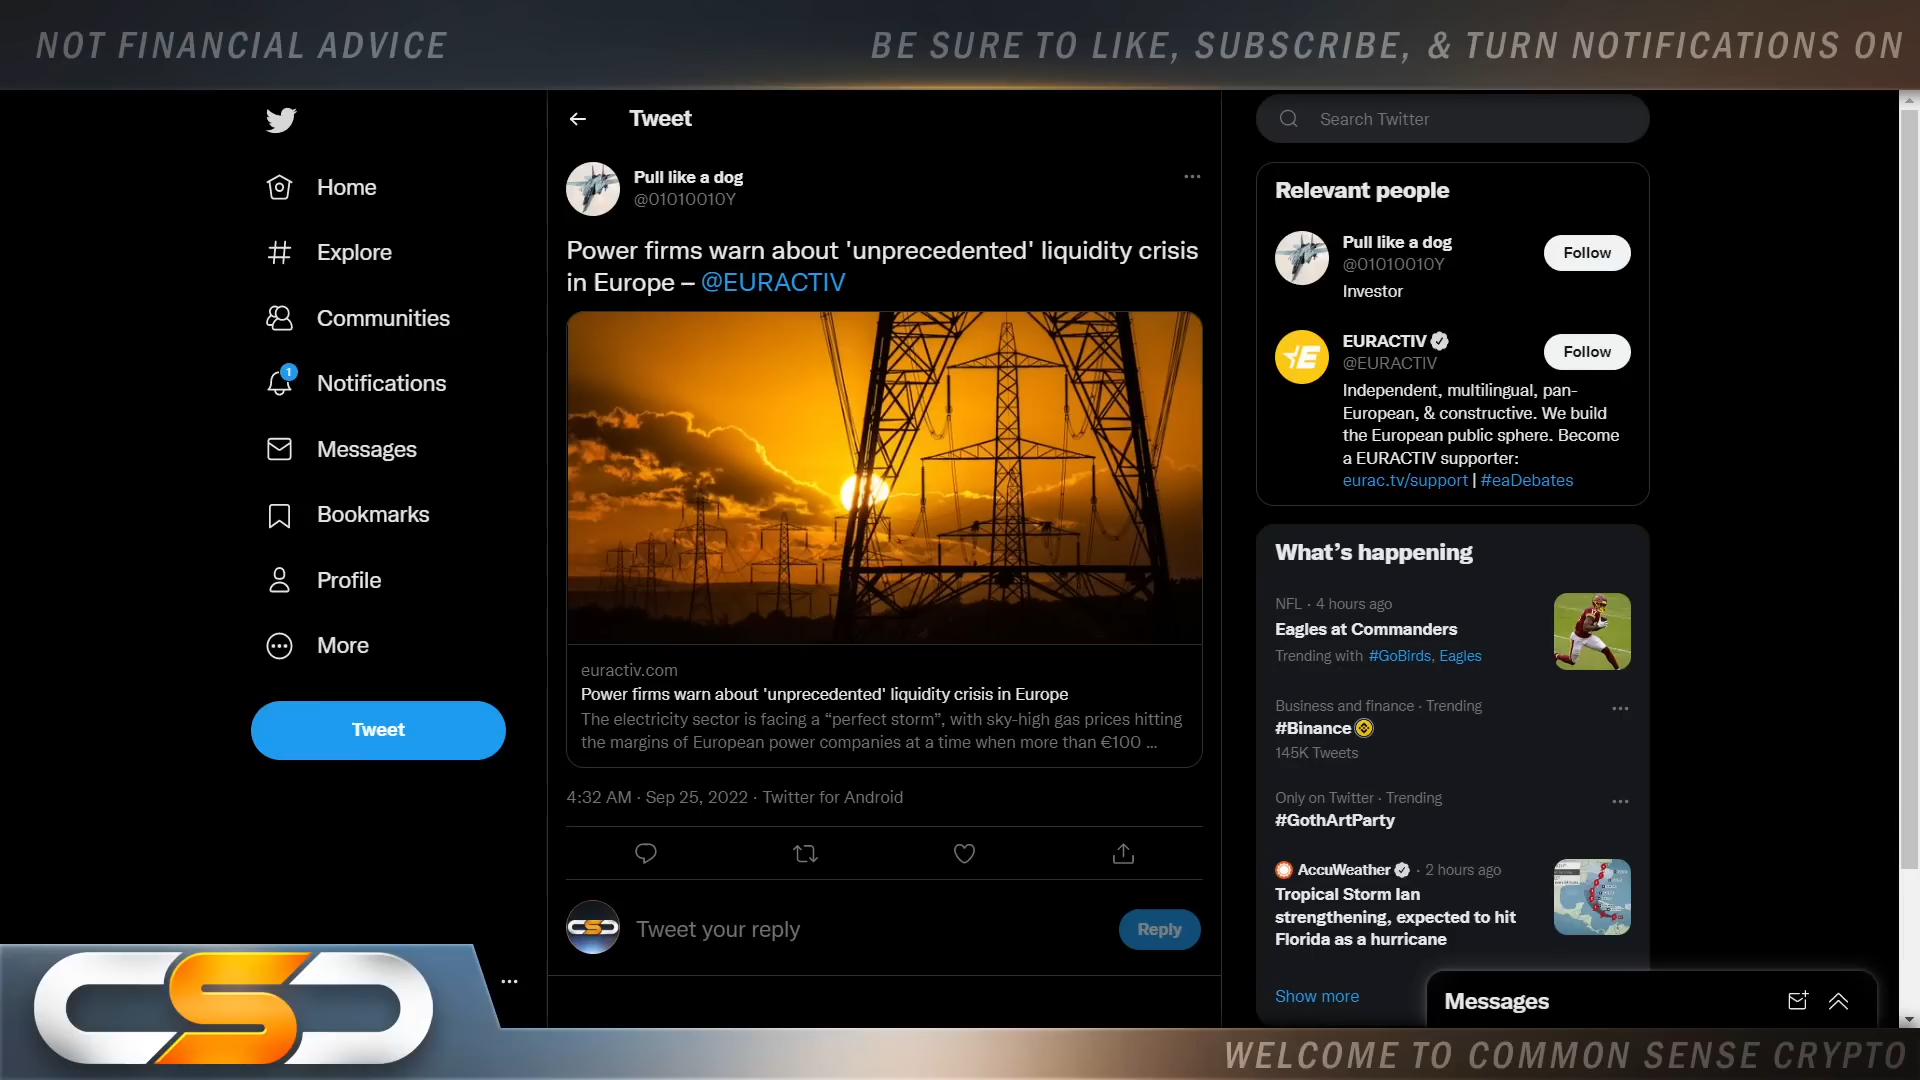 NOT FINANCIAL ADVICE
BE SURE TO LIKE, SUBSCRIBE, & TURN NOTIFICATIONS ON
Home
Explore
Communities
1
Notifications
Messages
Bookmarks
Profile
More
Tweet
Tweet
Pull like a dog
@01010010Y
Power firms warn about 'unprecedented' liquidity crisis
in Europe – @EURACTIV
euractiv.com
Power firms warn about 'unprecedented' liquidity crisis in Europe
The electricity sector is facing a “perfect storm”, with sky-high gas prices hitting
the margins of European power companies at a time when more than €100 ...
4:32 AM · Sep 25, 2022 · Twitter for Android
Tweet your reply
Reply
Search Twitter
Relevant people
Pull like a dog
@01010010Y
Follow
Investor
EURACTIV
@EURACTIV
Follow
Independent, multilingual, pan-
European, & constructive. We build
the European public sphere. Become
a EURACTIV supporter:
eurac.tv/support | #eaDebates
What’s happening
NFL · 4 hours ago
Eagles at Commanders
Trending with #GoBirds, Eagles
Business and finance · Trending
#Binance
145K Tweets
Only on Twitter · Trending
#GothArtParty
AccuWeather · 2 hours ago
Tropical Storm Ian
strengthening, expected to hit
Florida as a hurricane
Show more
Messages
CSC
WELCOME TO COMMON SENSE CRYPTO